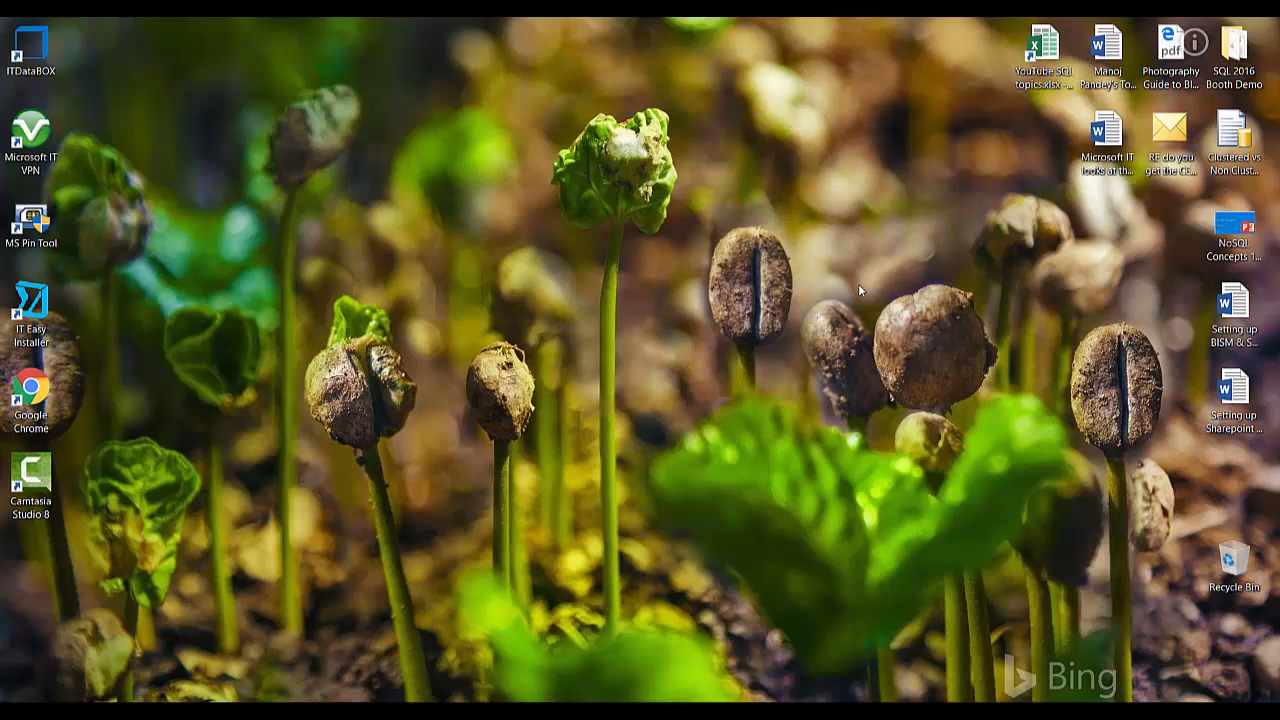 ITDataBOX
Microsoft IT
VPN
MS Pin Tool
IT Easy
Installer
Google
Chrome
Camtasia
Studio 8
YouTube SQL
topics.xlsx -...
Manoj
Pandey's To...
pdf
Photography
Guide to Bl...
SQL 2016
Booth Demo
Microsoft IT
looks at th...
RE do you
get the CE...
Clustered vs
Non Clust...
NoSQL
Concepts 1...
Setting up
BISM & S...
Setting up
Sharepoint ...
Recycle Bin
Bing